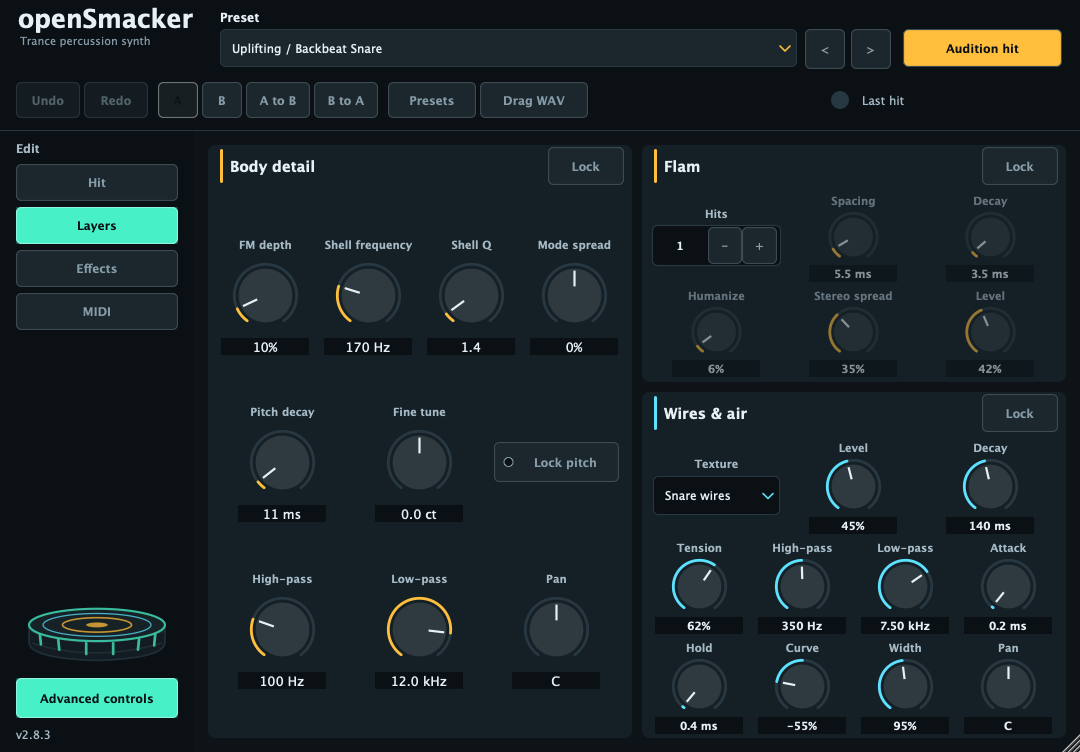 openSmacker
Trance percussion synth
Preset
Uplifting / Backbeat Snare
<
>
Audition hit
Undo
Redo
A
B
A to B
B to A
Presets
Drag WAV
Last hit
Edit
Hit
Layers
Effects
MIDI
Advanced controls
v2.8.3
Body detail
Lock
FM depth
Shell frequency
Shell Q
Mode spread
10%
170 Hz
1.4
0%
Pitch decay
Fine tune
Lock pitch
11 ms
0.0 ct
High-pass
Low-pass
Pan
100 Hz
12.0 kHz
C
Flam
Lock
Hits
Spacing
Decay
1
-
+
5.5 ms
3.5 ms
Humanize
Stereo spread
Level
6%
35%
42%
Wires & air
Lock
Texture
Level
Decay
Snare wires
45%
140 ms
Tension
High-pass
Low-pass
Attack
62%
350 Hz
7.50 kHz
0.2 ms
Hold
Curve
Width
Pan
0.4 ms
-55%
95%
C